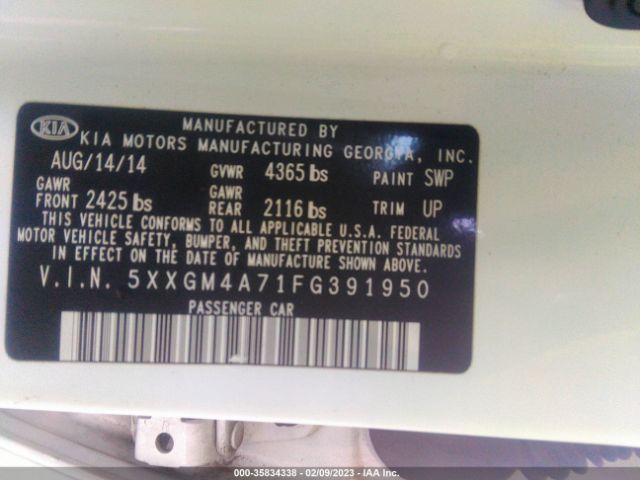 KIA
MANUFACTURED BY
KIA MOTORS MANUFACTURING GEORGIA, INC.
AUG/14/14 GVWR 4365 lbs PAINT SWP
GAWR FRONT 2425 lbs GAWR REAR 2116 lbs TRIM UP
THIS VEHICLE CONFORMS TO ALL APPLICABLE U.S.A. FEDERAL
MOTOR VEHICLE SAFETY, BUMPER, AND THEFT PREVENTION STANDARDS
IN EFFECT ON THE DATE OF MANUFACTURE SHOWN ABOVE.
V.I.N. 5XXGM4A71FG391950
PASSENGER CAR
000-35834338 - 02/09/2023 - IAA Inc.